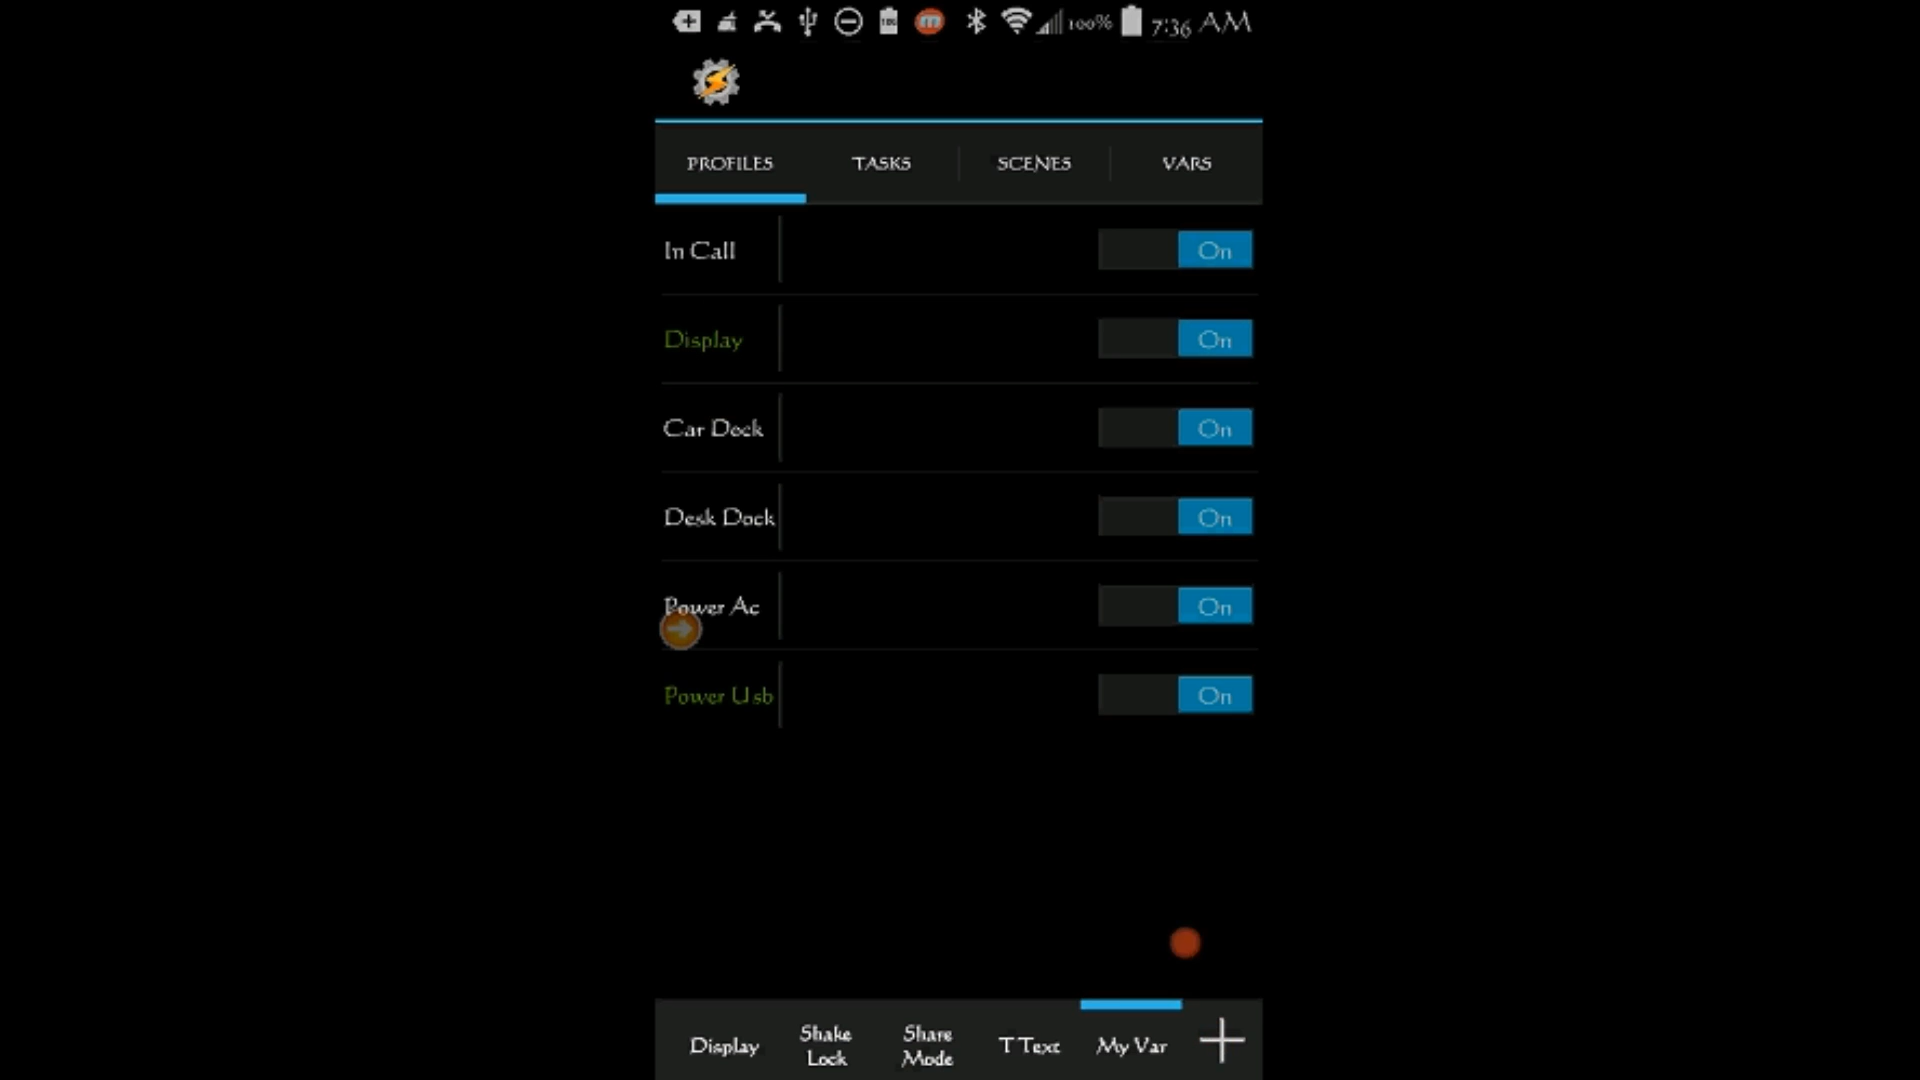 100% 7:36 AM
PROFILES TASKS SCENES VARS
In Call On
Display On
Car Dock On
Desk Dock On
Power Ac On
Power Usb On
Display Shake Lock Share Mode T Text My Var